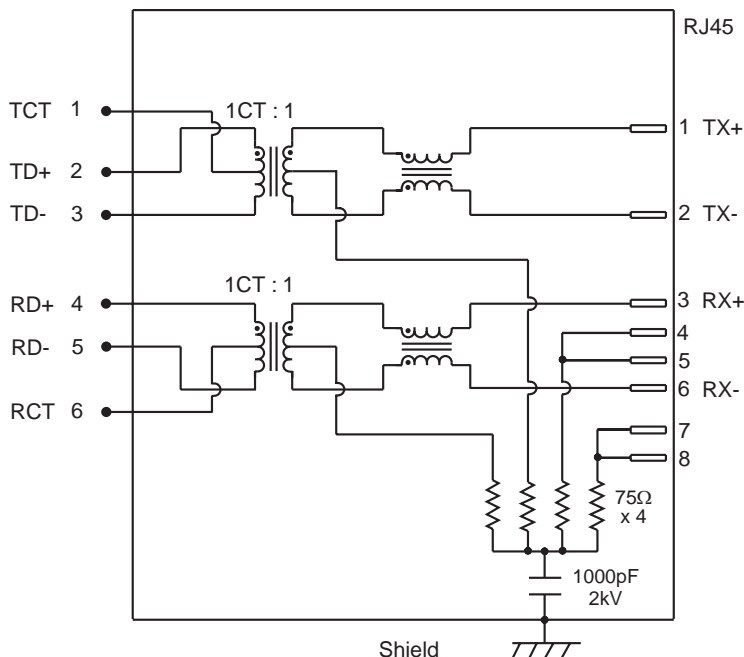 RJ45
TCT 1
1CT : 1
1 TX+
TD+ 2
TD- 3
2 TX-
1CT : 1
RD+ 4
3 RX+
4
RD- 5
5
6 RX-
RCT 6
7
8
75Ω
x 4
1000pF
2kV
Shield